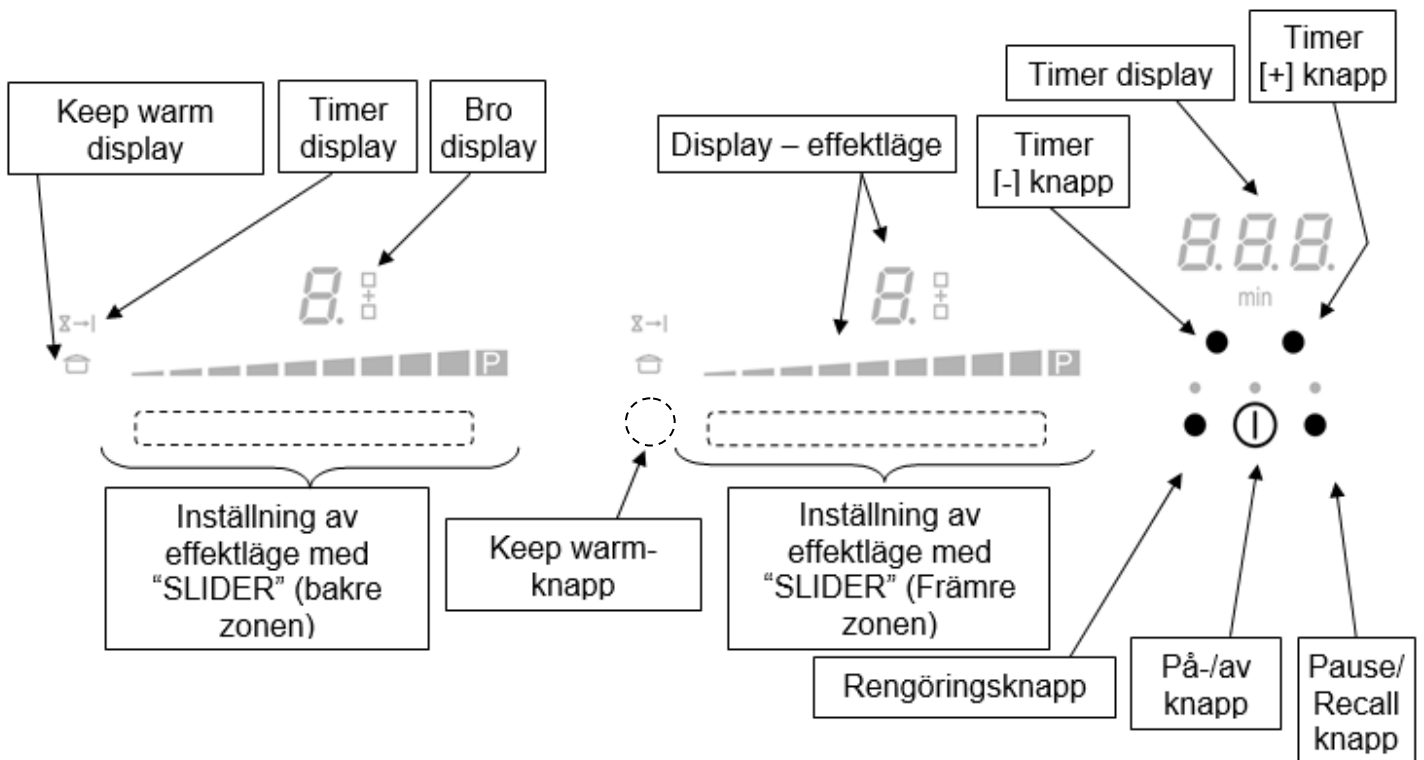 Timer
[+] knapp
Timer display
Keep warm
display
Timer
display
Bro
display
Display – effektläge
Timer
[-] knapp
8.8.8.
min
8.
8.
P
P
Inställning av
effektläge med
“SLIDER” (bakre
zonen)
Keep warm-
knapp
Inställning av
effektläge med
“SLIDER” (Främre
zonen)
Rengöringsknapp
På-/av
knapp
Pause/
Recall
knapp